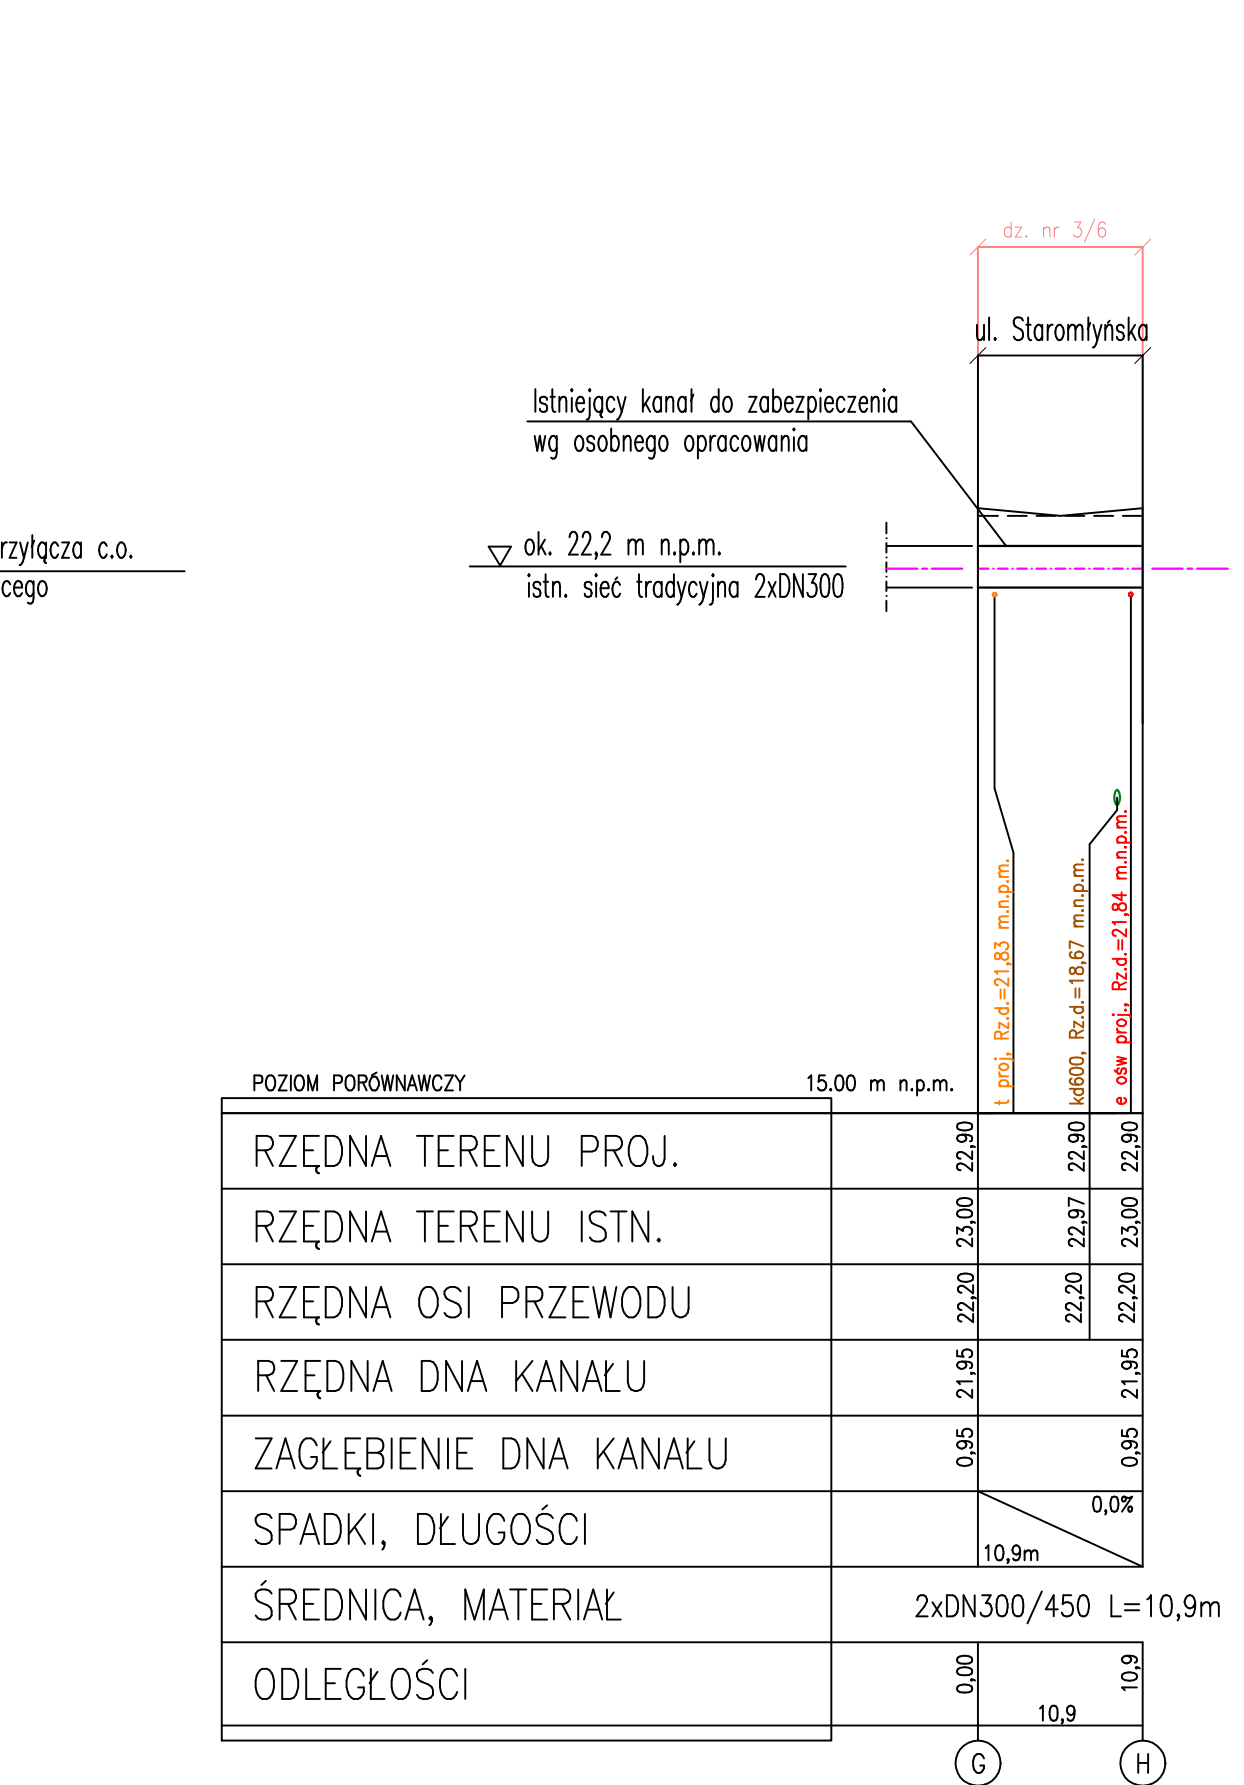 dz. nr 3/6
ul. Staromłyńska
Istniejący kanał do zabezpieczenia
wg osobnego opracowania
rzyłącza c.o.
cego
ok. 22,2 m n.p.m.
istn. sieć tradycyjna 2xDN300
t proj, Rz.d.=21,83 m.n.p.m.
kd600, Rz.d.=18,67 m.n.p.m.
e ośw proj., Rz.d.=21,84 m.n.p.m.
POZIOM PORÓWNAWCZY 15.00 m n.p.m.
RZĘDNA TERENU PROJ. 22,90 22,90 22,90
RZĘDNA TERENU ISTN. 23,00 22,97 23,00
RZĘDNA OSI PRZEWODU 22,20 22,20 22,20
RZĘDNA DNA KANAŁU 21,95 21,95
ZAGŁĘBIENIE DNA KANAŁU 0,95 0,95
SPADKI, DŁUGOŚCI 10,9m 0,0%
ŚREDNICA, MATERIAŁ 2xDN300/450 L=10,9m
ODLEGŁOŚCI 0,00 10,9 10,9
G H